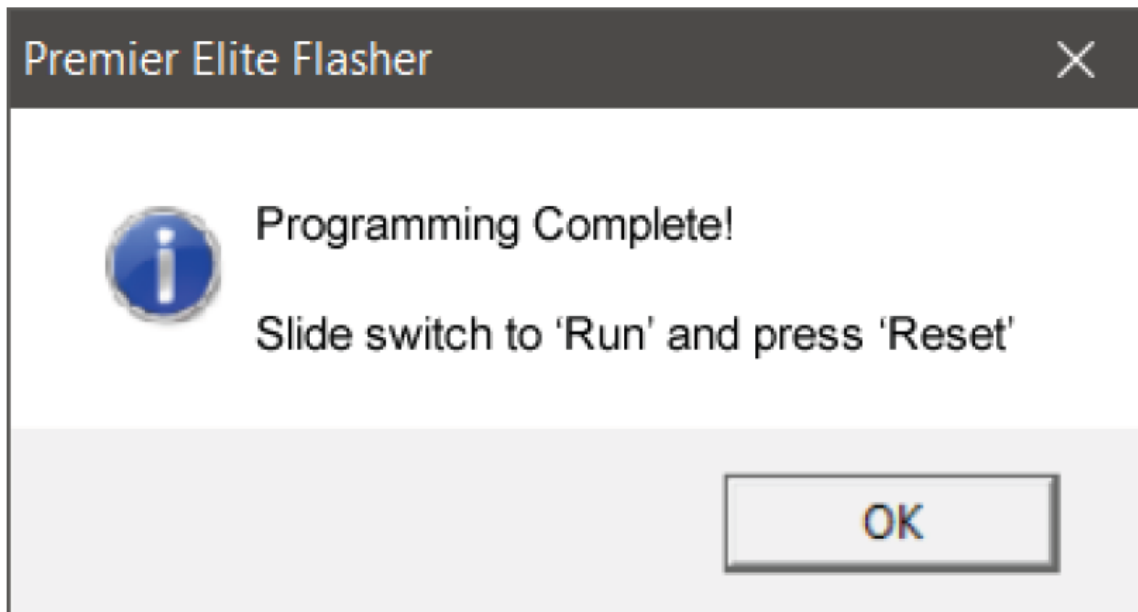 Premier Elite Flasher
Programming Complete!
Slide switch to ‘Run’ and press ‘Reset’
OK